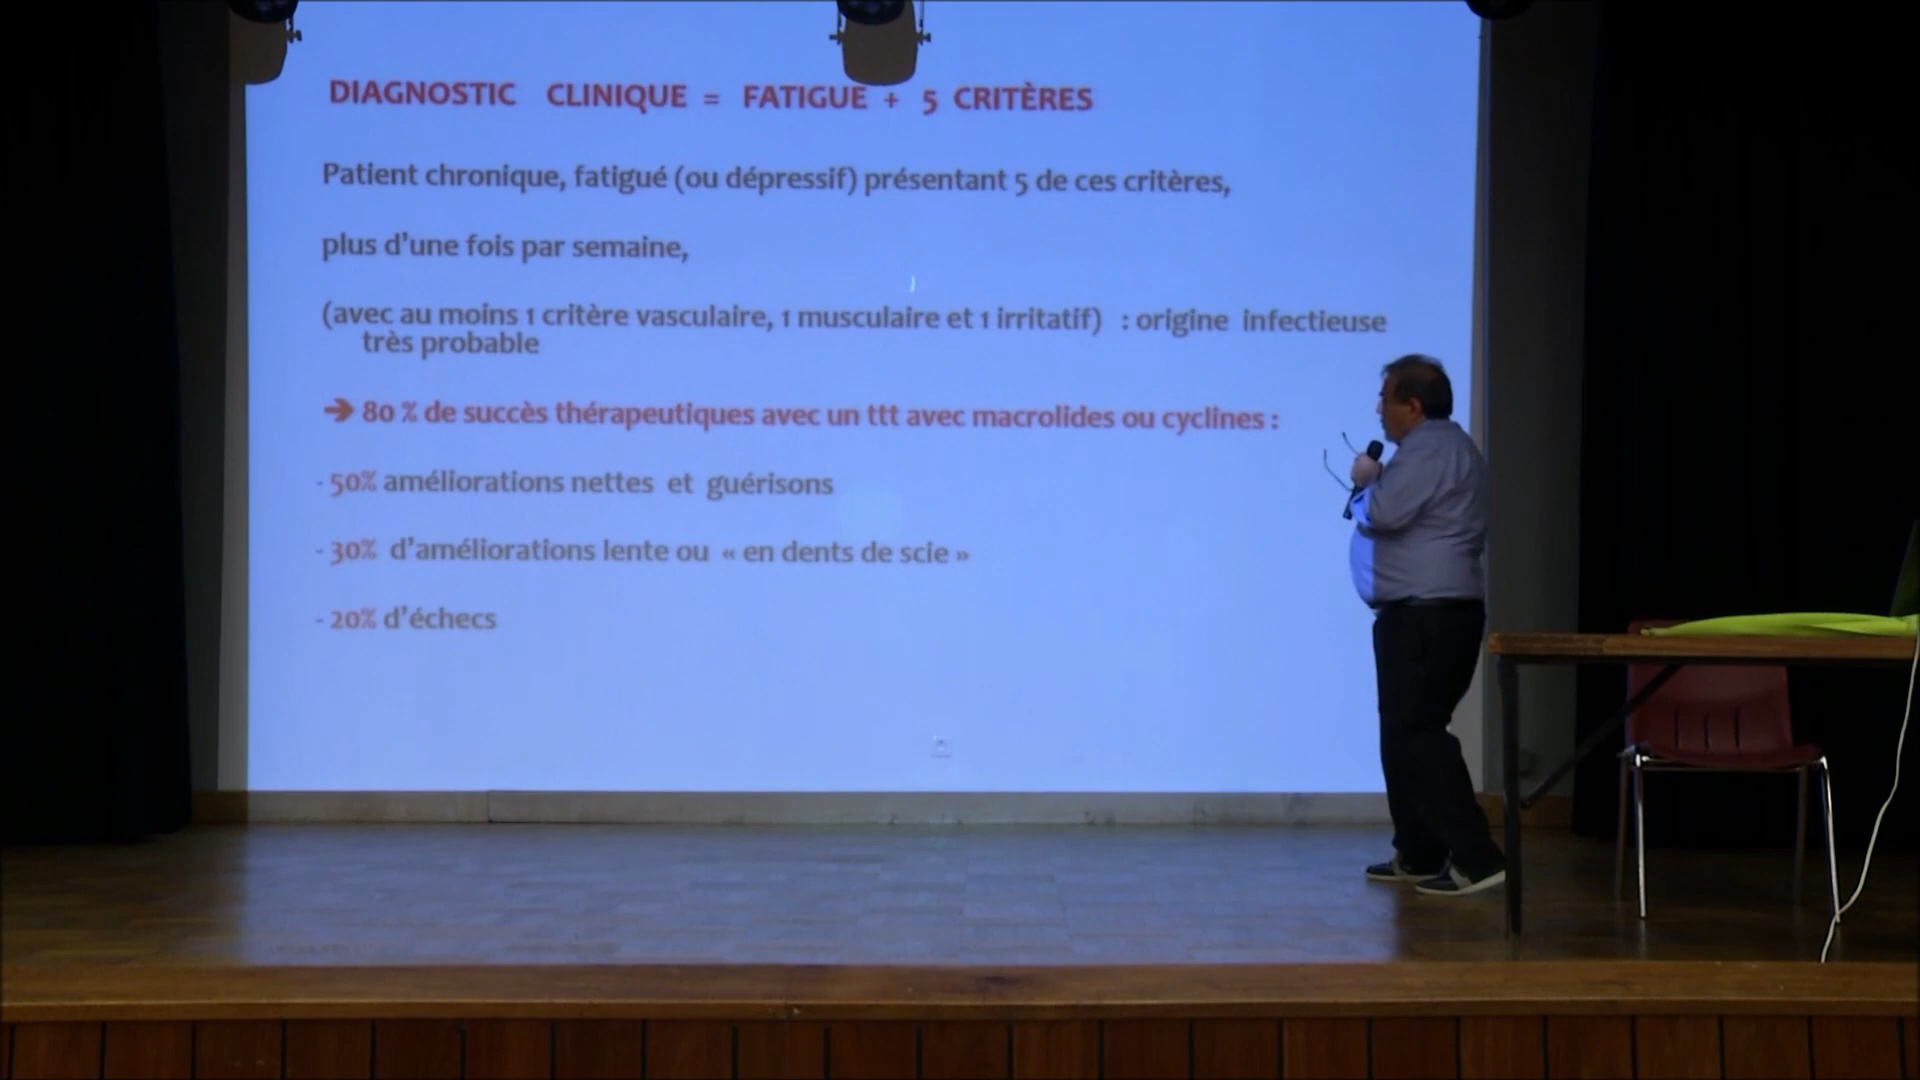 DIAGNOSTIC CLINIQUE = FATIGUE + 5 CRITÈRES
Patient chronique, fatigué (ou dépressif) présentant 5 de ces critères,
plus d’une fois par semaine,
(avec au moins 1 critère vasculaire, 1 musculaire et 1 irritatif) : origine infectieuse
très probable
➔ 80 % de succès thérapeutiques avec un ttt avec macrolides ou cyclines :
- 50% améliorations nettes et guérisons
- 30% d’améliorations lente ou « en dents de scie »
- 20% d’échecs